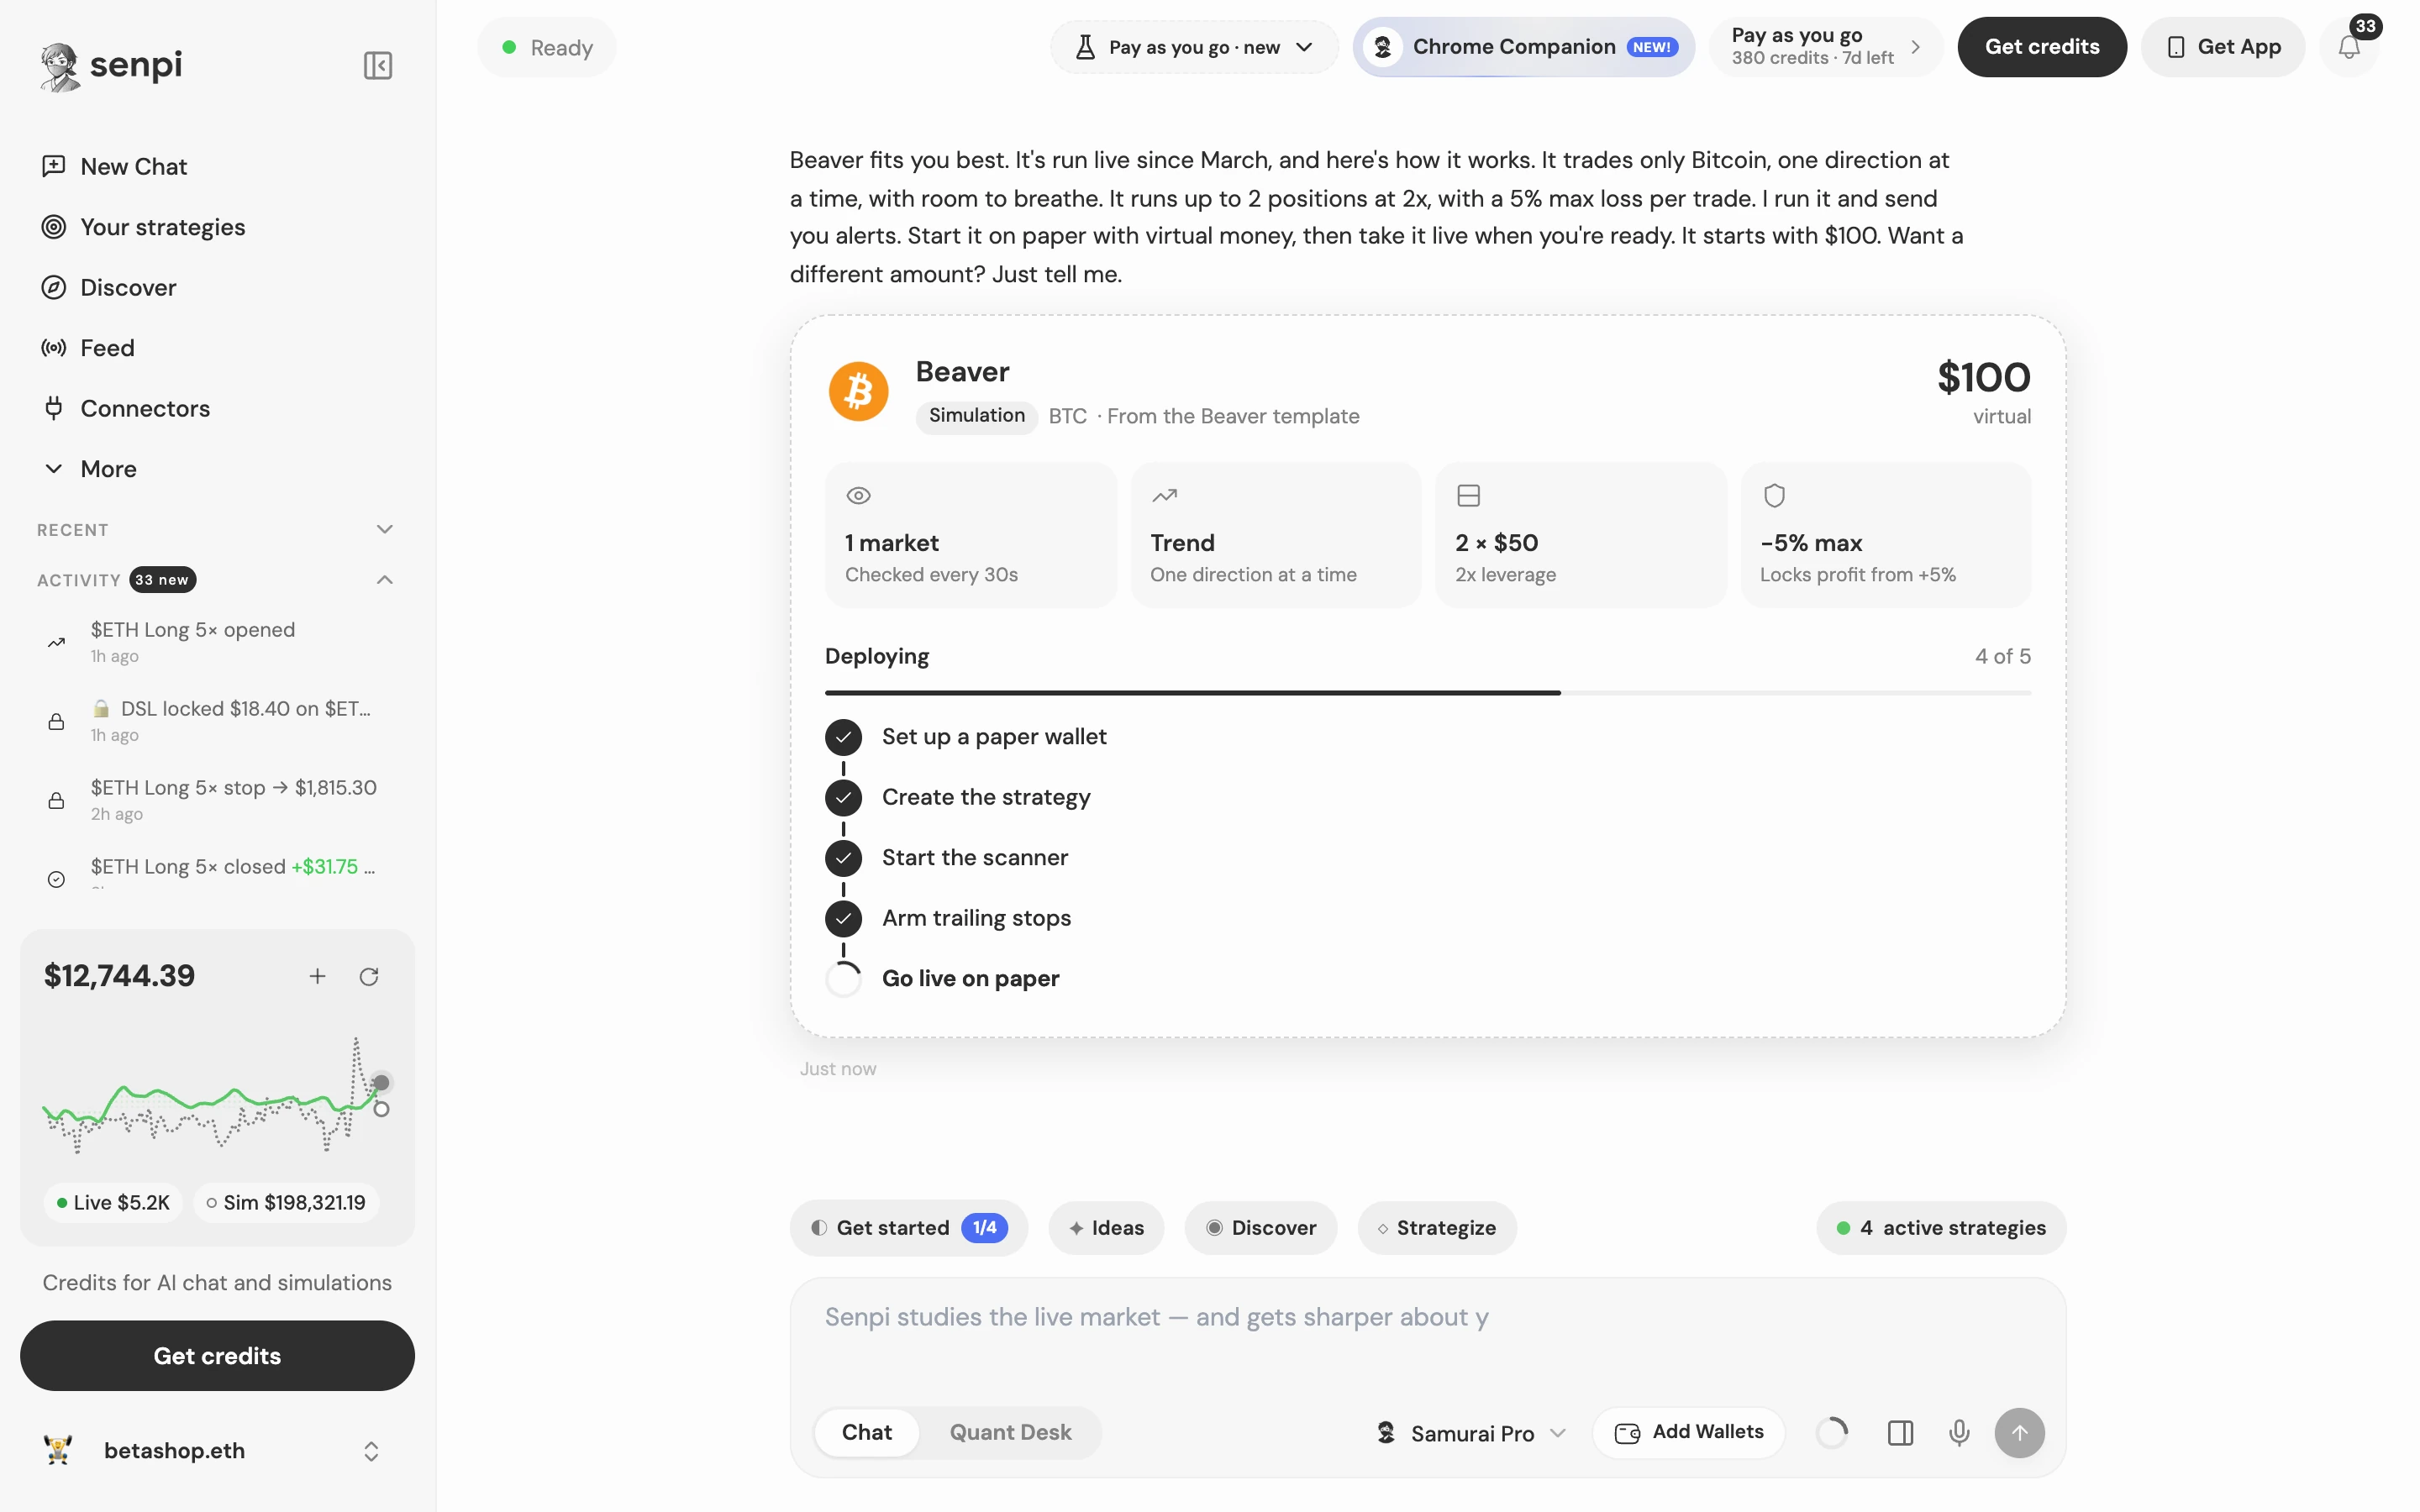 senpi
New Chat
Your strategies
Discover
Feed
Connectors
More
RECENT
ACTIVITY 33 new
$ETH Long 5× opened
1h ago
🔒 DSL locked $18.40 on $ET...
1h ago
$ETH Long 5× stop → $1,815.30
2h ago
$ETH Long 5× closed +$31.75 ...
$12,744.39
Live $5.2K
Sim $198,321.19
Credits for AI chat and simulations
Get credits
betashop.eth
Ready
Pay as you go · new
Chrome Companion NEW!
Pay as you go
380 credits · 7d left
Get credits
Get App
33
Beaver fits you best. It's run live since March, and here's how it works. It trades only Bitcoin, one direction at
a time, with room to breathe. It runs up to 2 positions at 2x, with a 5% max loss per trade. I run it and send
you alerts. Start it on paper with virtual money, then take it live when you're ready. It starts with $100. Want a
different amount? Just tell me.
Beaver
Simulation BTC · From the Beaver template
$100
virtual
1 market
Checked every 30s
Trend
One direction at a time
2 × $50
2x leverage
−5% max
Locks profit from +5%
Deploying
4 of 5
Set up a paper wallet
Create the strategy
Start the scanner
Arm trailing stops
Go live on paper
Just now
Get started 1/4
Ideas
Discover
Strategize
4 active strategies
Senpi studies the live market — and gets sharper about y
Chat
Quant Desk
Samurai Pro
Add Wallets